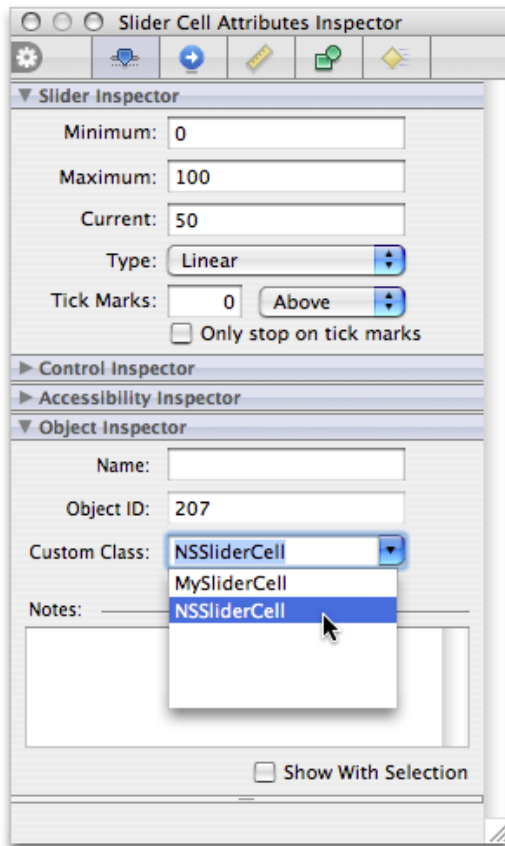 Slider Cell Attributes Inspector
Slider Inspector
Minimum: 0
Maximum: 100
Current: 50
Type: Linear
Tick Marks: 0 Above
Only stop on tick marks
Control Inspector
Accessibility Inspector
Object Inspector
Name:
Object ID: 207
Custom Class: NSSliderCell
MySliderCell
Notes: NSSliderCell
Show With Selection